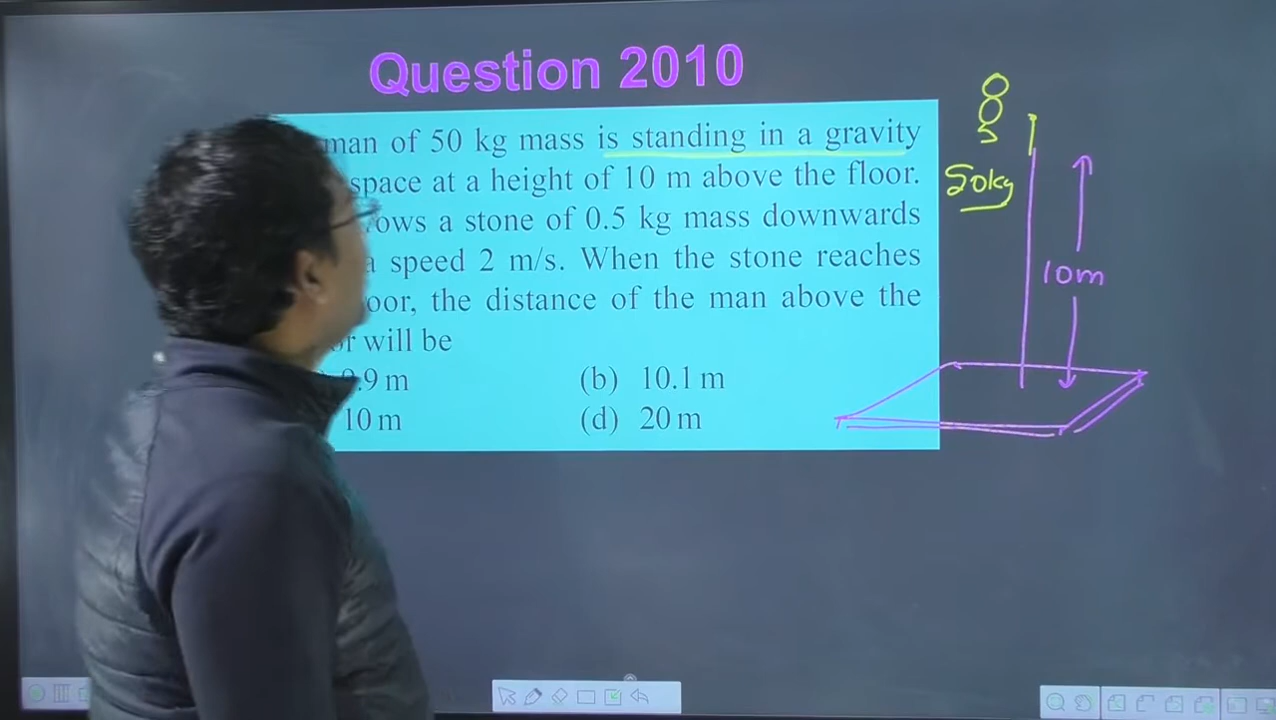 Question 2010
man of 50 kg mass is standing in a gravity
space at a height of 10 m above the floor.
ows a stone of 0.5 kg mass downwards
a speed 2 m/s. When the stone reaches
oor, the distance of the man above the
r will be
.9 m (b) 10.1 m
10 m (d) 20 m
50kg
10m